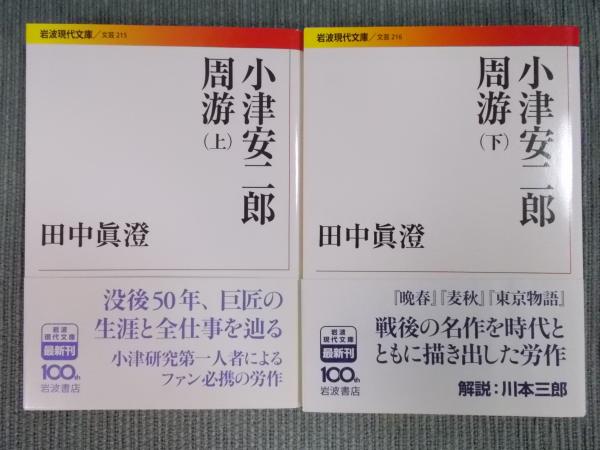 岩波現代文庫／文芸 215
小津安二郎
周游（上）
田中眞澄
没後50年、巨匠の
生涯と全仕事を辿る
小津研究第一人者による
ファン必携の労作
岩波
現代文庫
最新刊
100th
岩波書店
岩波現代文庫／文芸 216
小津安二郎
周游（下）
田中眞澄
『晩春』『麦秋』『東京物語』
戦後の名作を時代と
ともに描き出した労作
解説：川本三郎
岩波
現代文庫
最新刊
100th
岩波書店